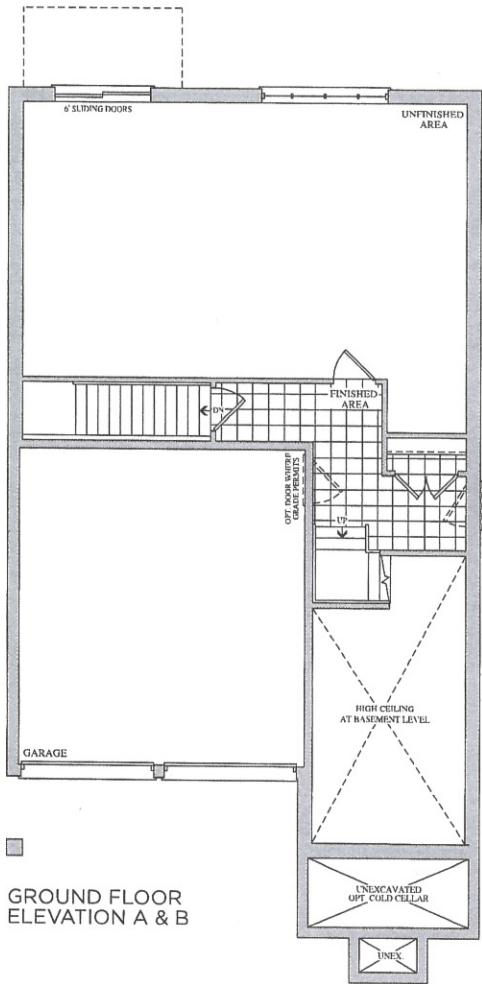 6' SLIDING DOORS
UNFINISHED
AREA
FINISHED
AREA
DN
OPT. DOOR WHERE
GRADE PERMITS
UP
HIGH CEILING
AT BASEMENT LEVEL
GARAGE
UNEXCAVATED
OPT. COLD CELLAR
UNEX.
GROUND FLOOR
ELEVATION A & B